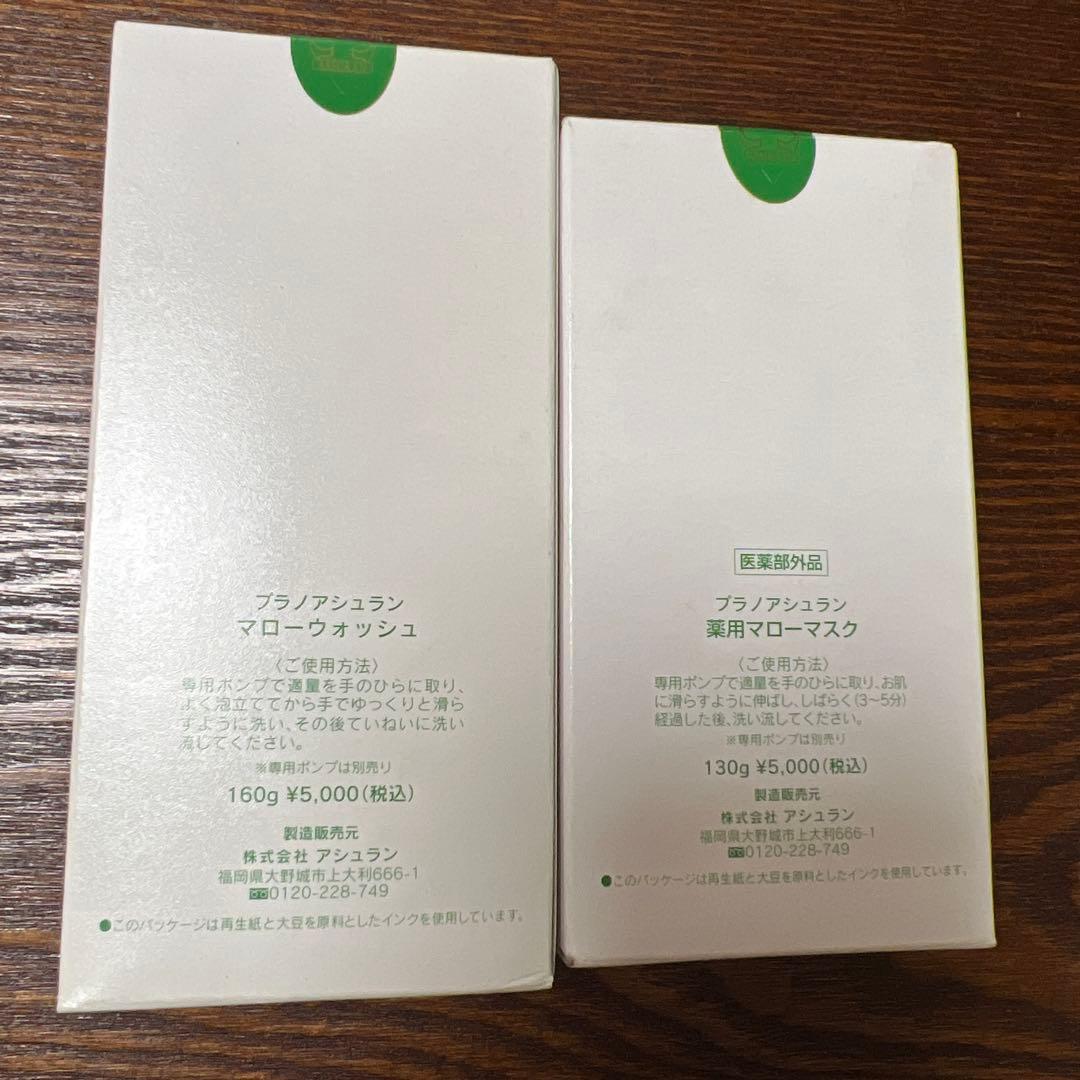 プラノアシュラン
マローウォッシュ
〈ご使用方法〉
専用ポンプで適量を手のひらに取り、
よく泡立ててから手でゆっくりと滑ら
すように洗い、その後ていねいに洗い
流してください。
※専用ポンプは別売り
160g ¥5,000(税込)
製造販売元
株式会社 アシュラン
福岡県大野城市上大利666-1
0120-228-749
●このパッケージは再生紙と大豆を原料としたインクを使用しています。
医薬部外品
プラノアシュラン
薬用マローマスク
〈ご使用方法〉
専用ポンプで適量を手のひらに取り、お肌
に滑らすように伸ばし、しばらく(3〜5分)
経過した後、洗い流してください。
※専用ポンプは別売り
130g ¥5,000(税込)
製造販売元
株式会社 アシュラン
福岡県大野城市上大利666-1
0120-228-749
●このパッケージは再生紙と大豆を原料としたインクを使用しています。